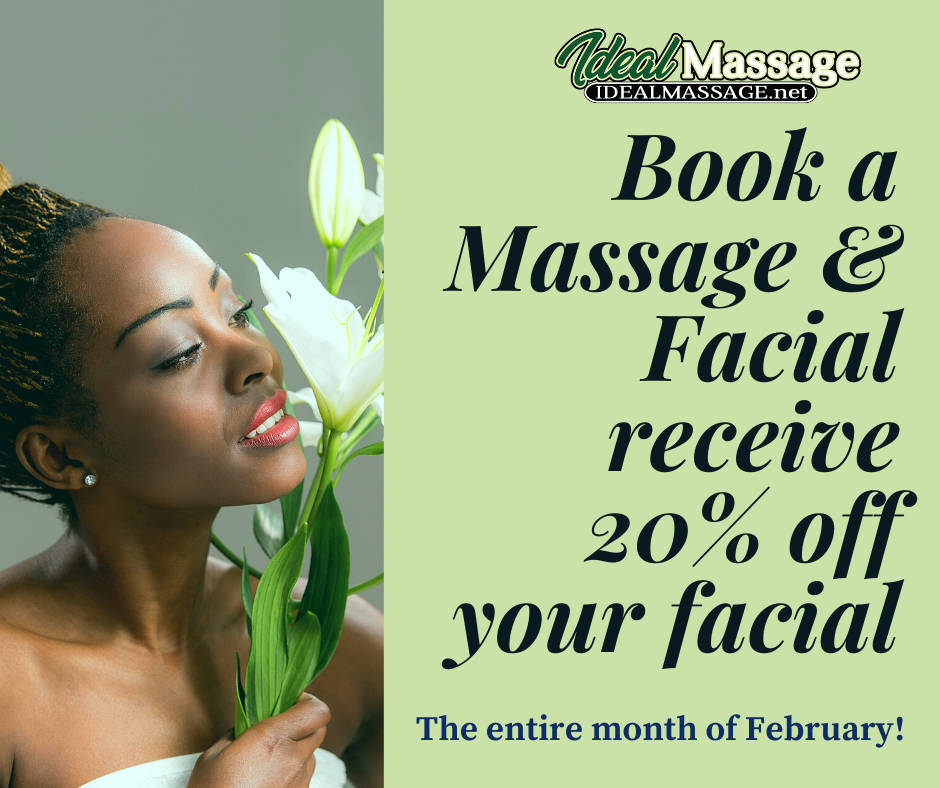 Ideal Massage
IDEALMASSAGE.net
Book a
Massage &
Facial
receive
20% off
your facial
The entire month of February!